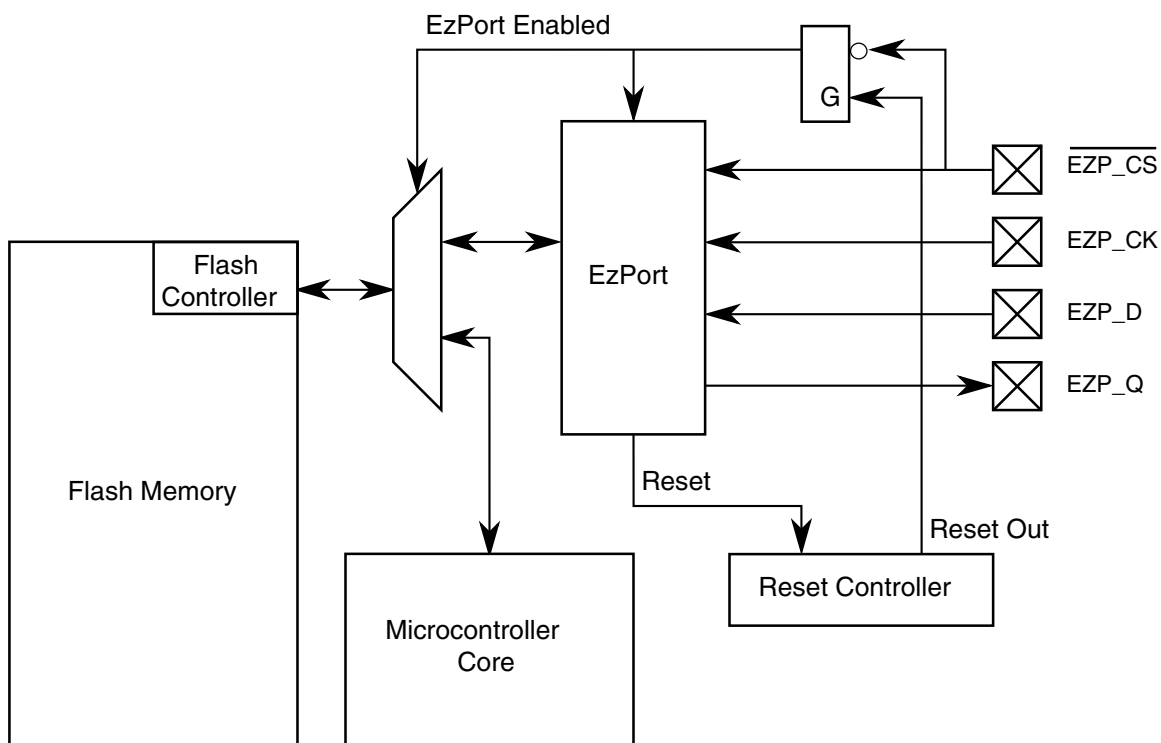 EzPort Enabled
G
EZP_CS
EZP_CK
Flash
Controller
EzPort
EZP_D
EZP_Q
Flash Memory
Reset
Reset Out
Reset Controller
Microcontroller
Core